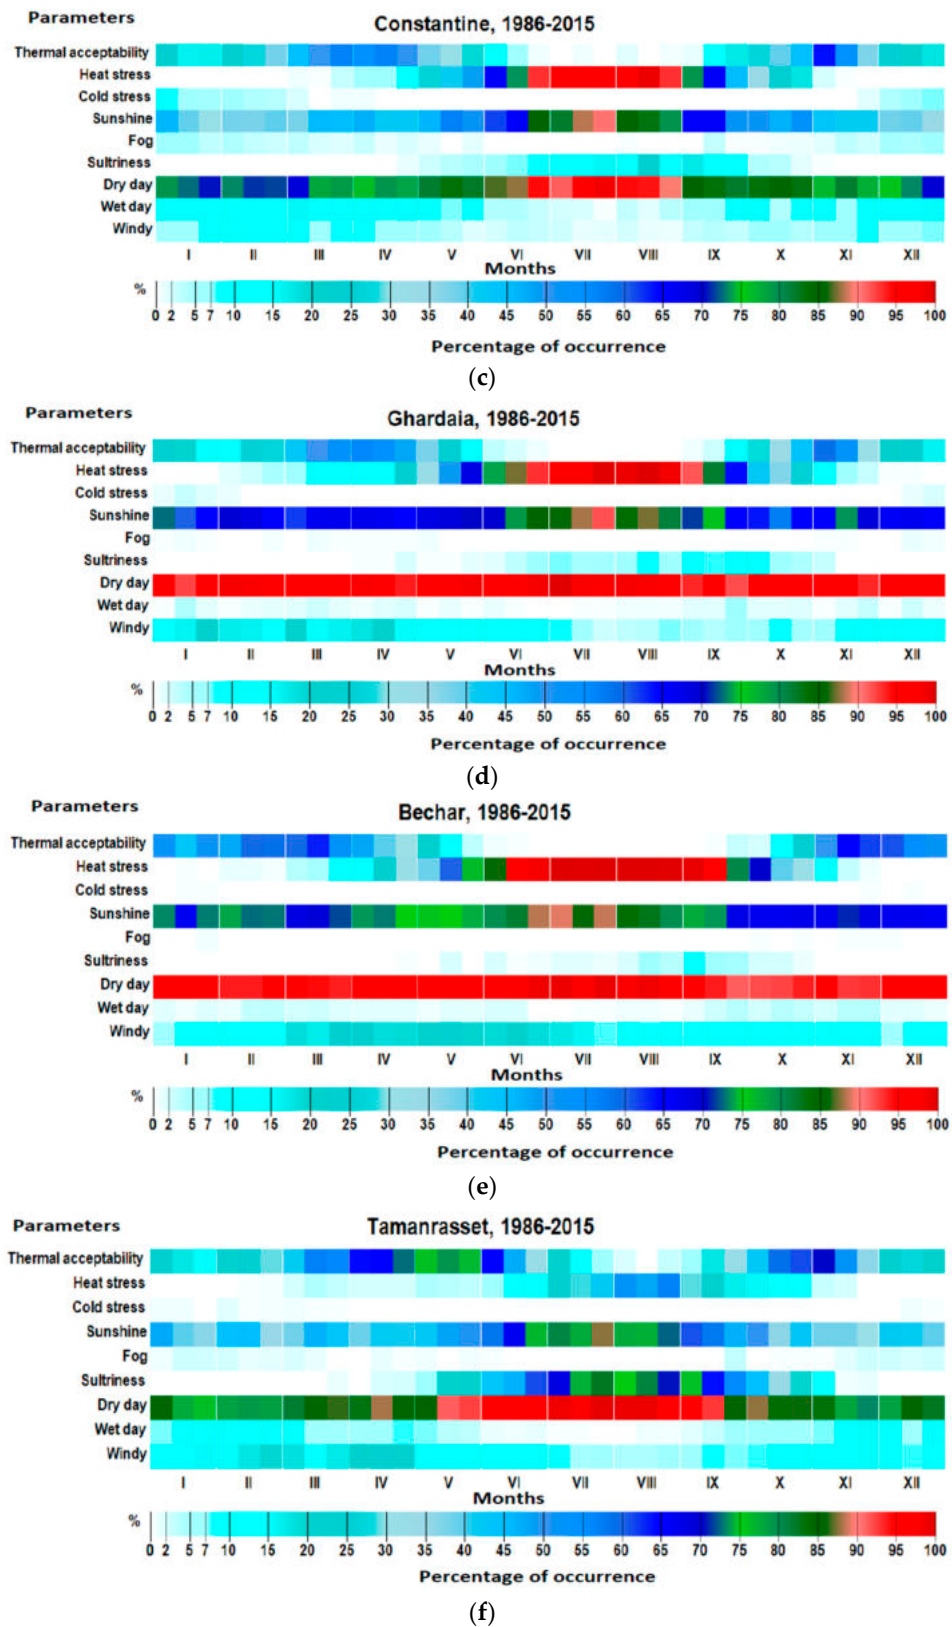 Parameters
Constantine, 1986-2015
Thermal acceptability
Heat stress
Cold stress
Sunshine
Fog
Sultriness
Dry day
Wet day
Windy
I II III IV V VI VII VIII IX X XI XII
Months
% 0 2 5 7 10 15 20 25 30 35 40 45 50 55 60 65 70 75 80 85 90 95 100
Percentage of occurrence
(c)
Parameters
Ghardaia, 1986-2015
Thermal acceptability
Heat stress
Cold stress
Sunshine
Fog
Sultriness
Dry day
Wet day
Windy
I II III IV V VI VII VIII IX X XI XII
Months
% 0 2 5 7 10 15 20 25 30 35 40 45 50 55 60 65 70 75 80 85 90 95 100
Percentage of occurrence
(d)
Parameters
Bechar, 1986-2015
Thermal acceptability
Heat stress
Cold stress
Sunshine
Fog
Sultriness
Dry day
Wet day
Windy
I II III IV V VI VII VIII IX X XI XII
Months
% 0 2 5 7 10 15 20 25 30 35 40 45 50 55 60 65 70 75 80 85 90 95 100
Percentage of occurrence
(e)
Parameters
Tamanrasset, 1986-2015
Thermal acceptability
Heat stress
Cold stress
Sunshine
Fog
Sultriness
Dry day
Wet day
Windy
I II III IV V VI VII VIII IX X XI XII
Months
% 0 2 5 7 10 15 20 25 30 35 40 45 50 55 60 65 70 75 80 85 90 95 100
Percentage of occurrence
(f)